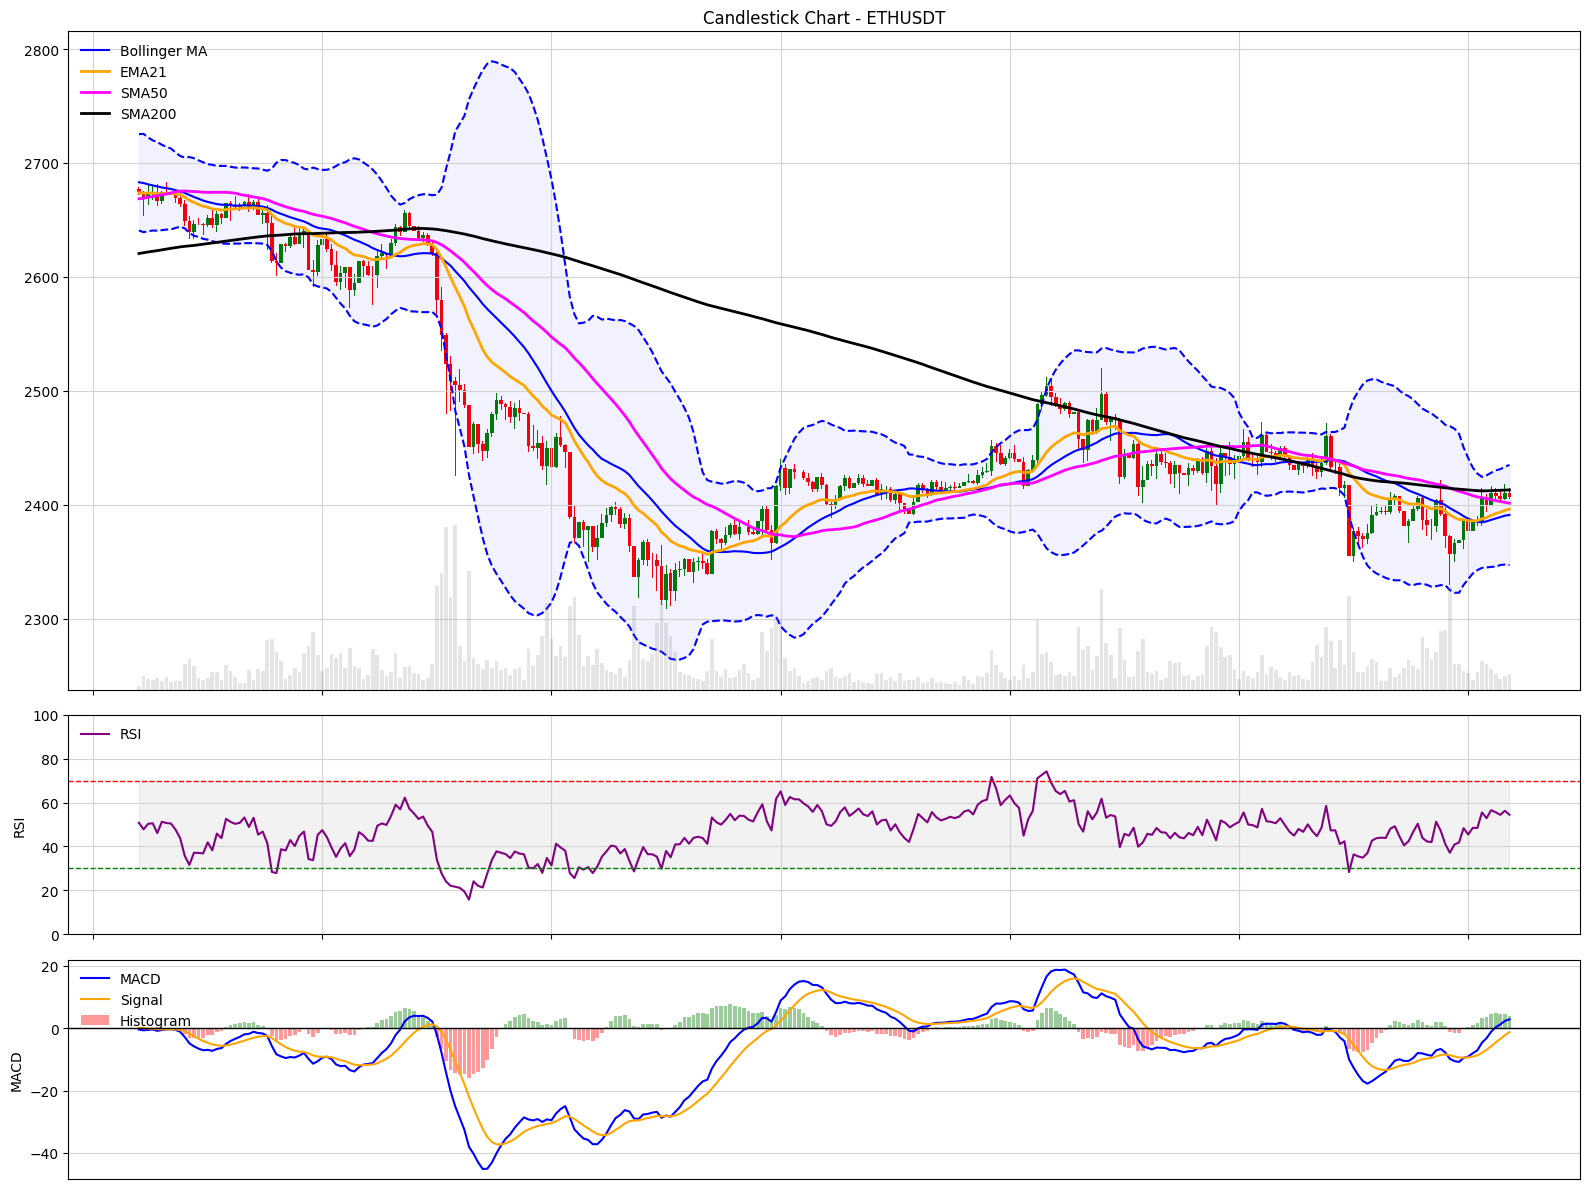 Candlestick Chart - ETHUSDT
2800
2700
2600
2500
2400
2300
Bollinger MA
EMA21
SMA50
SMA200
100
80
60
40
20
0
RSI
RSI
20
0
−20
−40
MACD
MACD
Signal
Histogram